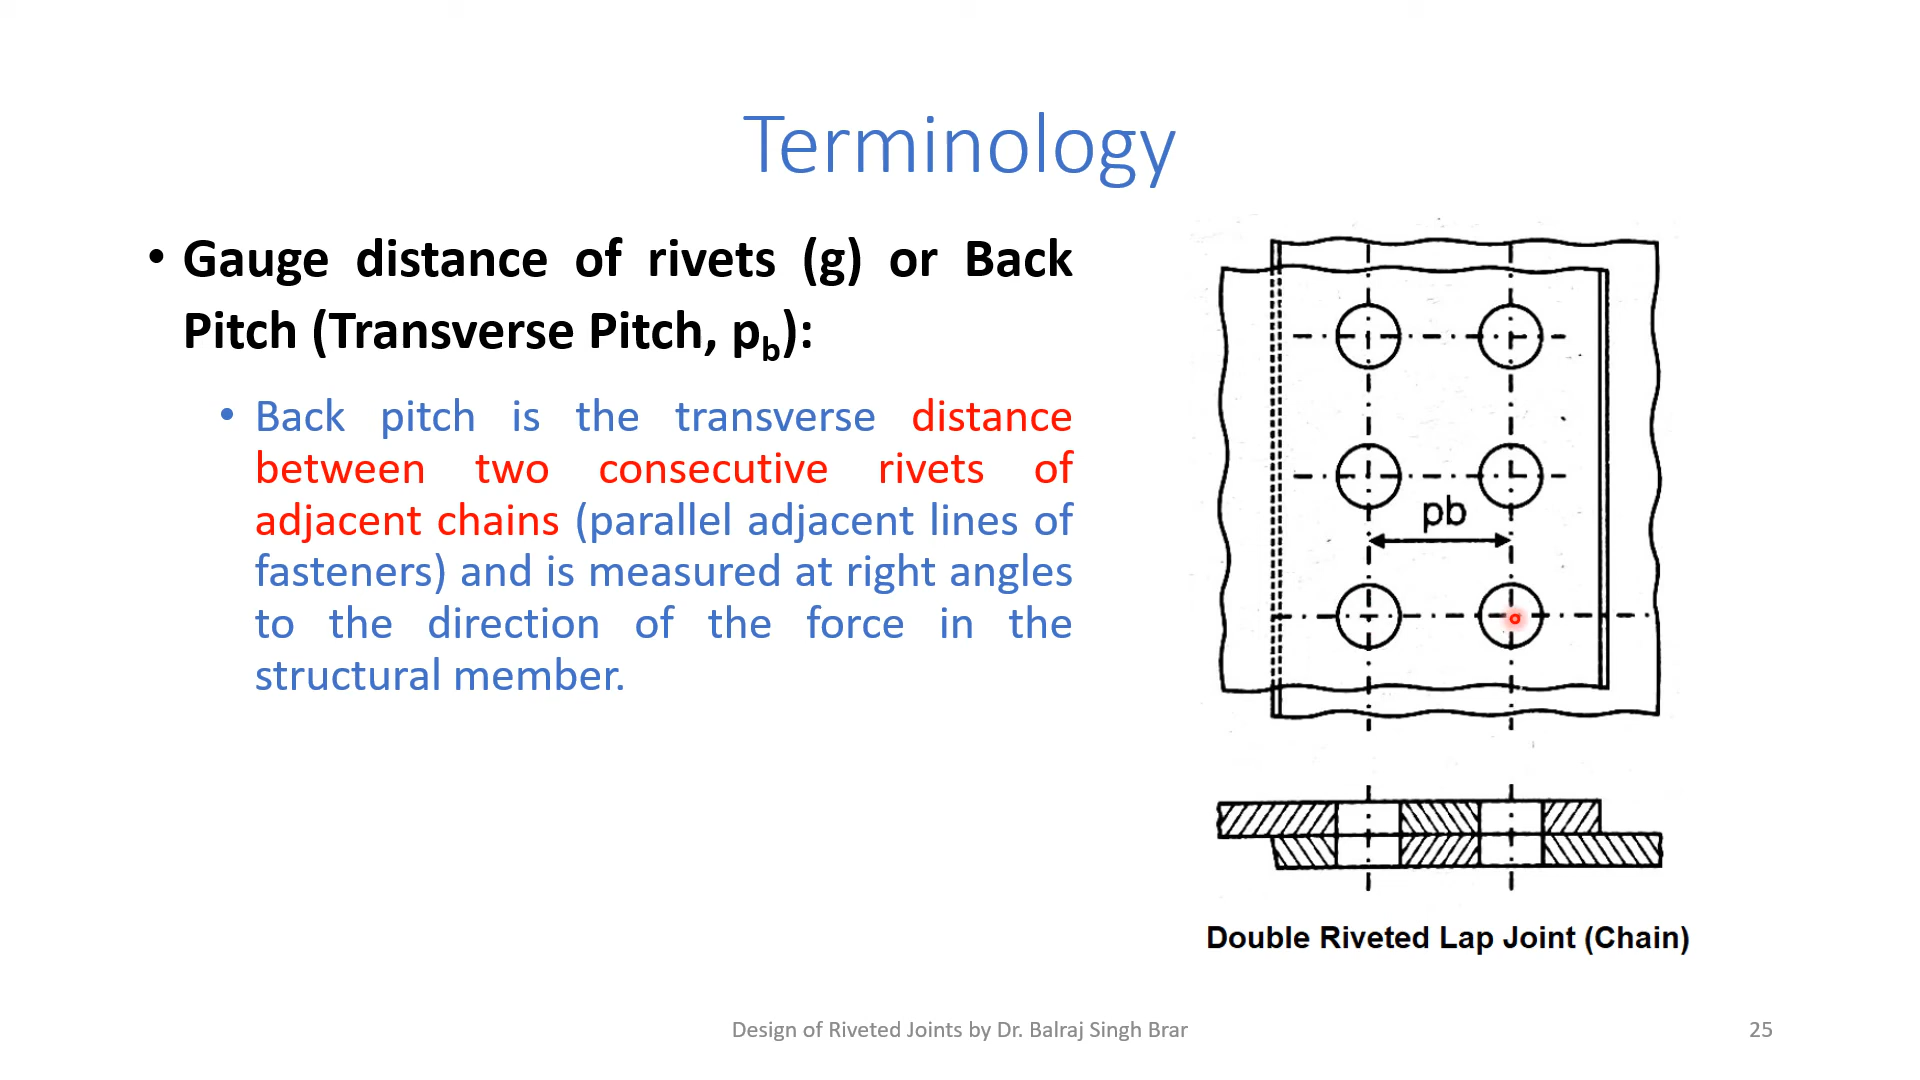 Terminology
• Gauge distance of rivets (g) or Back
Pitch (Transverse Pitch, pb):
• Back pitch is the transverse distance
between two consecutive rivets of
adjacent chains (parallel adjacent lines of
fasteners) and is measured at right angles
to the direction of the force in the
structural member.
pb
Double Riveted Lap Joint (Chain)
Design of Riveted Joints by Dr. Balraj Singh Brar
25